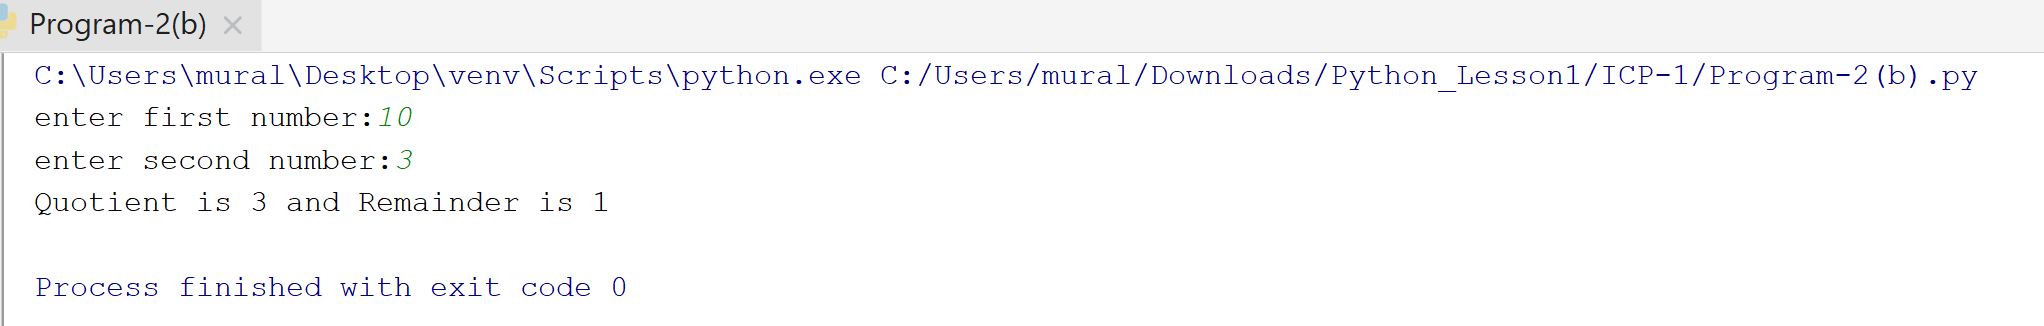 Program-2(b)
C:\Users\mural\Desktop\venv\Scripts\python.exe C:/Users/mural/Downloads/Python_Lesson1/ICP-1/Program-2(b).py
enter first number:10
enter second number:3
Quotient is 3 and Remainder is 1
Process finished with exit code 0